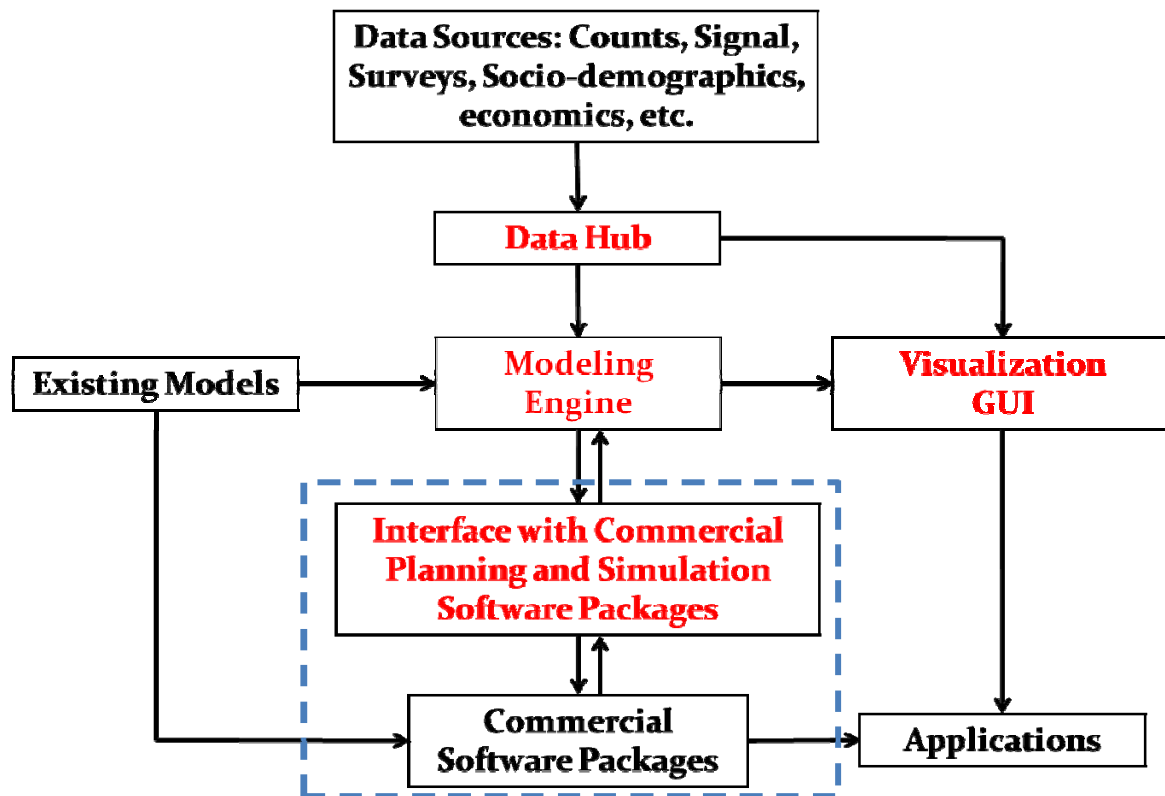 Data Sources: Counts, Signal,
Surveys, Socio-demographics,
economics, etc.
Data Hub
Existing Models
Modeling
Engine
Visualization
GUI
Interface with Commercial
Planning and Simulation
Software Packages
Commercial
Software Packages
Applications